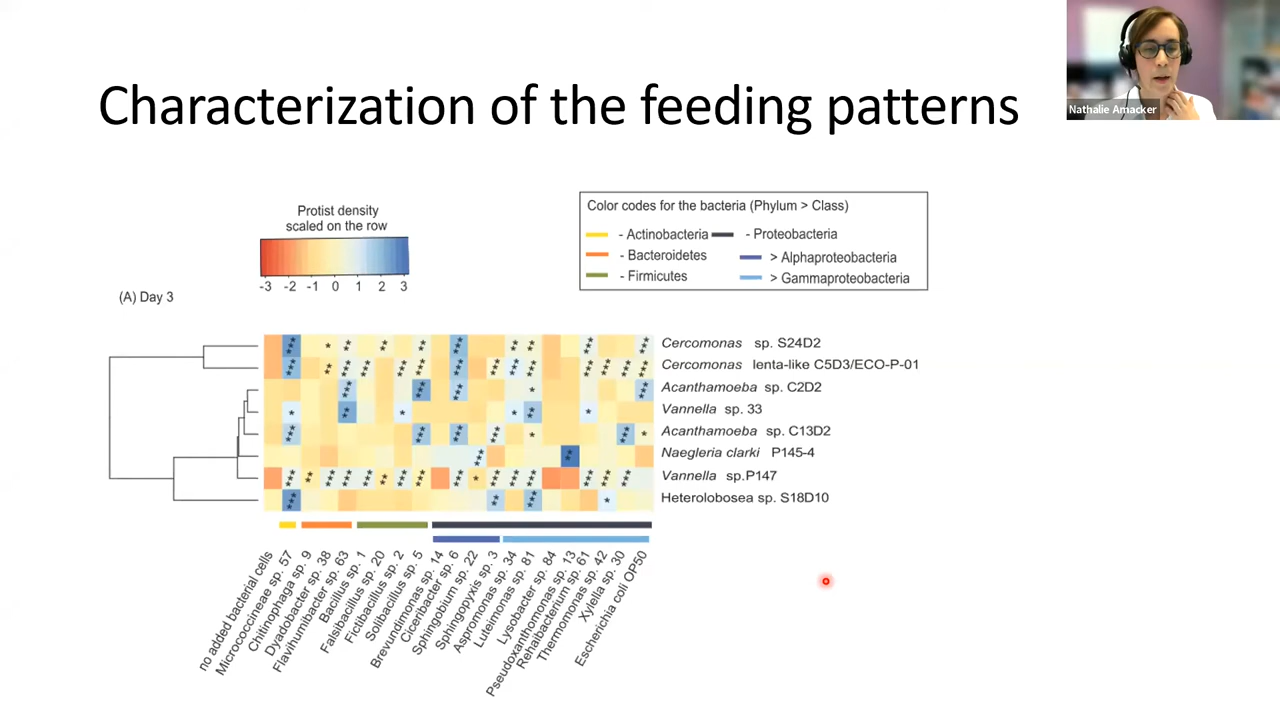 Characterization of the feeding patterns
Nathalie Amacker
Protist density
scaled on the row
-3 -2 -1 0 1 2 3
Color codes for the bacteria (Phylum > Class)
- Actinobacteria
- Proteobacteria
- Bacteroidetes
> Alphaproteobacteria
- Firmicutes
> Gammaproteobacteria
(A) Day 3
Cercomonas sp. S24D2
Cercomonas lenta-like C5D3/ECO-P-01
Acanthamoeba sp. C2D2
Vannella sp. 33
Acanthamoeba sp. C13D2
Naegleria clarki P145-4
Vannella sp.P147
Heterolobosea sp. S18D10
no added bacterial cells
Micrococcineae sp. 57
Chitinophaga sp. 9
Dyadobacter sp. 38
Flavihumibacter sp. 63
Bacillus sp. 1
Falsibacillus sp. 20
Fictibacillus sp. 2
Solibacillus sp. 5
Brevundimonas sp. 14
Ciceribacter sp. 6
Sphingobium sp. 22
Sphingopyxis sp. 3
Aspromonas sp. 34
Luteimonas sp. 81
Lysobacter sp. 84
Pseudoxanthomonas sp. 13
Rehaibacterium sp. 61
Thermomonas sp. 42
Xylella sp. 30
Escherichia coli OP50